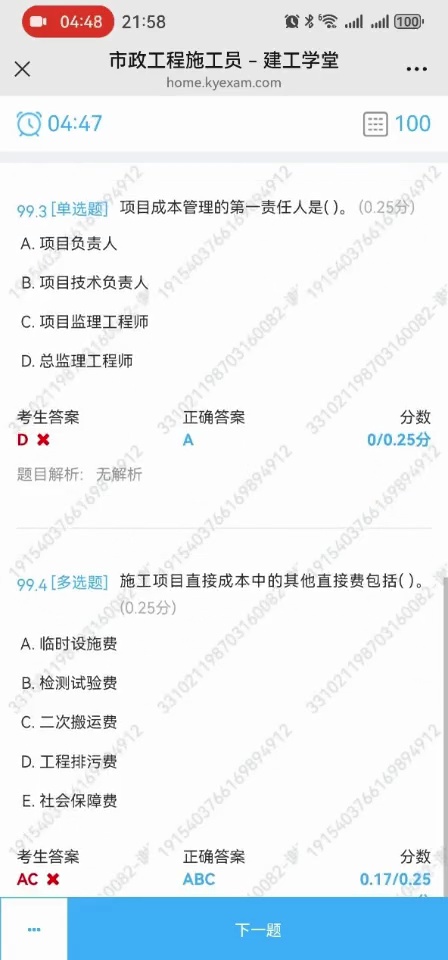 04:48 21:58 6 100
市政工程施工员 – 建工学堂
home.kyexam.com
04:47 100
99.3 [单选题] 项目成本管理的第一责任人是( )。 (0.25分)
A. 项目负责人
B. 项目技术负责人
C. 项目监理工程师
D. 总监理工程师
考生答案 正确答案 分数
D A 0/0.25分
题目解析: 无解析
99.4 [多选题] 施工项目直接成本中的其他直接费包括( )。
(0.25分)
A. 临时设施费
B. 检测试验费
C. 二次搬运费
D. 工程排污费
E. 社会保障费
考生答案 正确答案 分数
AC ABC 0.17/0.25
下一题